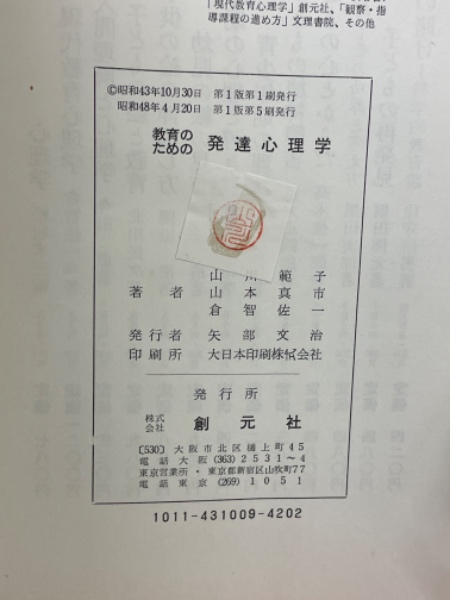 「現代教育心理学」創元社、「観察・指
導課程の進め方」文理書院、その他
©昭和43年10月30日 第1版第1刷発行
昭和48年4月20日 第1版第5刷発行
教育の
ための 発達心理学
山川範子
著者 山本真市
倉智佐一
発行者 矢部文治
印刷所 大日本印刷株式会社
発行所
株式
会社 創元社
〔530〕大阪市北区樋上町45
電話大阪(363)2531〜4
東京営業所・東京都新宿区山吹町77
電話東京(269)1051
1011-431009-4202